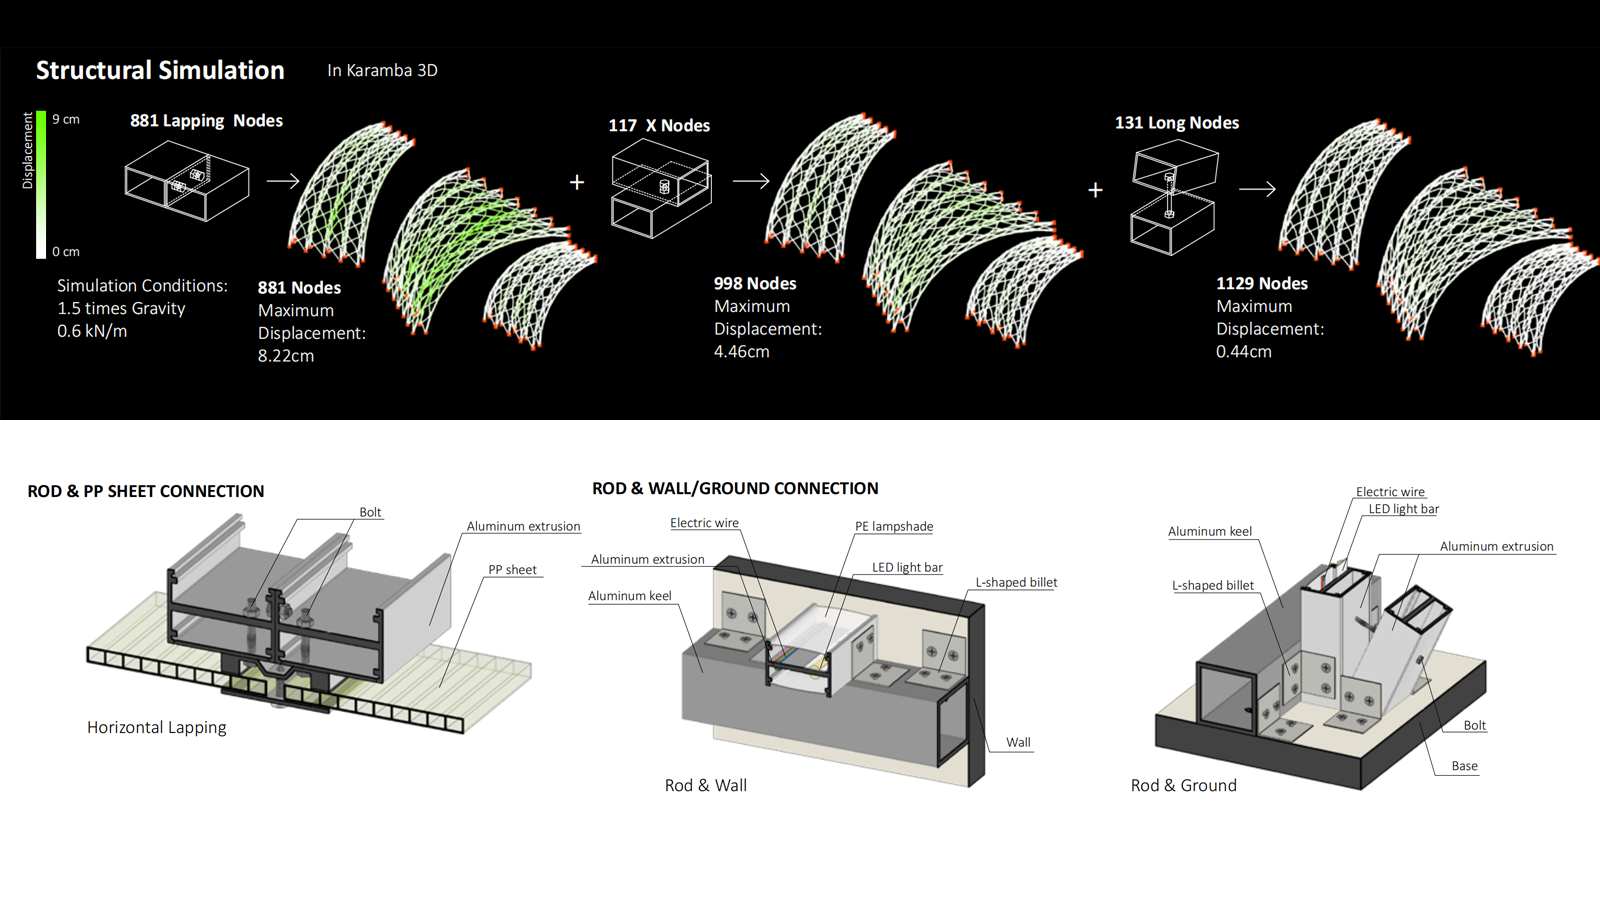 Structural Simulation
In Karamba 3D
Displacement
9 cm
0 cm
881 Lapping  Nodes
117  X Nodes
131 Long Nodes
+
+
Simulation Conditions:
1.5 times Gravity
0.6 kN/m
881 Nodes
Maximum
Displacement:
8.22cm
998 Nodes
Maximum
Displacement:
4.46cm
1129 Nodes
Maximum
Displacement:
0.44cm
ROD & PP SHEET CONNECTION
Bolt
Aluminum extrusion
PP sheet
Horizontal Lapping
ROD & WALL/GROUND CONNECTION
Electric wire
PE lampshade
Aluminum extrusion
LED light bar
L-shaped billet
Aluminum keel
Wall
Rod & Wall
Electric wire
LED light bar
Aluminum keel
Aluminum extrusion
L-shaped billet
Bolt
Base
Rod & Ground